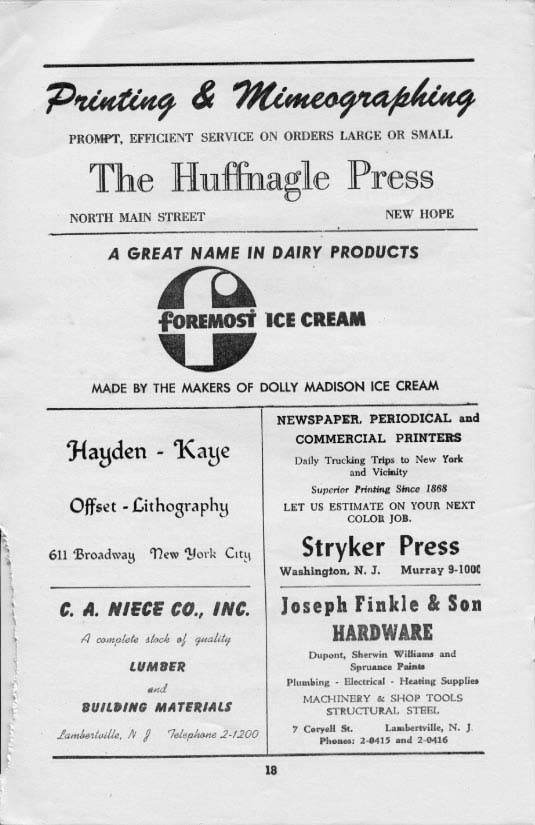 Printing & Mimeographing
PROMPT, EFFICIENT SERVICE ON ORDERS LARGE OR SMALL
The Huffnagle Press
NORTH MAIN STREET NEW HOPE
A GREAT NAME IN DAIRY PRODUCTS
f
FOREMOST ICE CREAM
MADE BY THE MAKERS OF DOLLY MADISON ICE CREAM
Hayden - Kaye
Offset - Lithography
611 Broadway New York City
NEWSPAPER, PERIODICAL and
COMMERCIAL PRINTERS
Daily Trucking Trips to New York
and Vicinity
Superior Printing Since 1868
LET US ESTIMATE ON YOUR NEXT
COLOR JOB.
Stryker Press
Washington, N. J. Murray 9-1000
C. A. NIECE CO., INC.
A complete stock of quality
LUMBER
and
BUILDING MATERIALS
Lambertville, N J Telephone 2-1200
Joseph Finkle & Son
HARDWARE
Dupont, Sherwin Williams and
Spruance Paints
Plumbing - Electrical - Heating Supplies
MACHINERY & SHOP TOOLS
STRUCTURAL STEEL
7 Coryell St. Lambertville, N. J.
Phones: 2-0415 and 2-0416
18